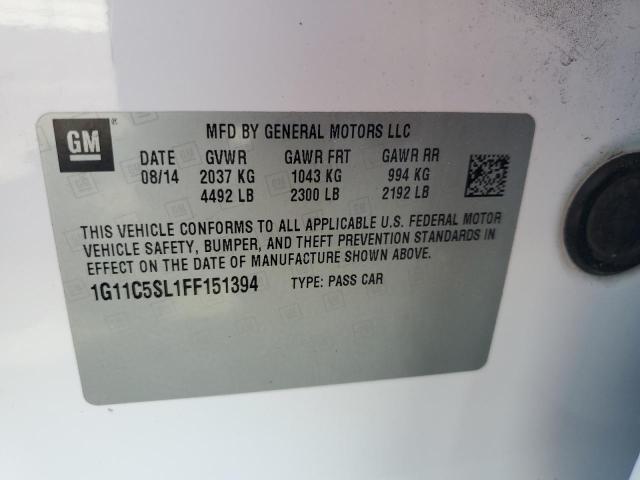 GM®
MFD BY GENERAL MOTORS LLC
DATE GVWR GAWR FRT GAWR RR
08/14 2037 KG 1043 KG 994 KG
4492 LB 2300 LB 2192 LB
THIS VEHICLE CONFORMS TO ALL APPLICABLE U.S. FEDERAL MOTOR
VEHICLE SAFETY, BUMPER, AND THEFT PREVENTION STANDARDS IN
EFFECT ON THE DATE OF MANUFACTURE SHOWN ABOVE.
1G11C5SL1FF151394 TYPE: PASS CAR